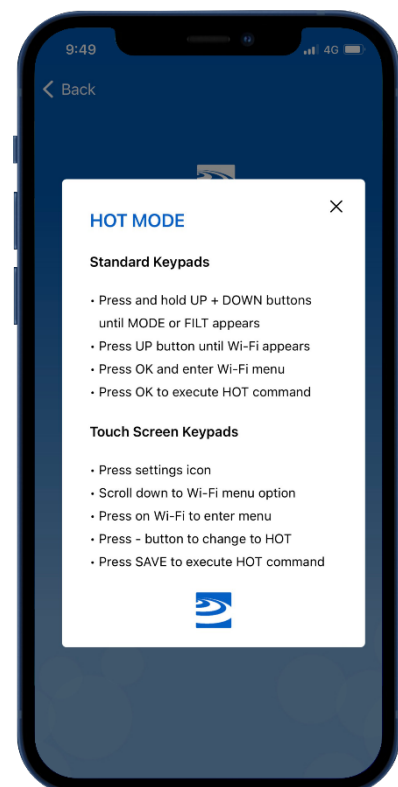 9:49
4G
Back
HOT MODE
Standard Keypads
• Press and hold UP + DOWN buttons
until MODE or FILT appears
• Press UP button until Wi-Fi appears
• Press OK and enter Wi-Fi menu
• Press OK to execute HOT command
Touch Screen Keypads
• Press settings icon
• Scroll down to Wi-Fi menu option
• Press on Wi-Fi to enter menu
• Press - button to change to HOT
• Press SAVE to execute HOT command